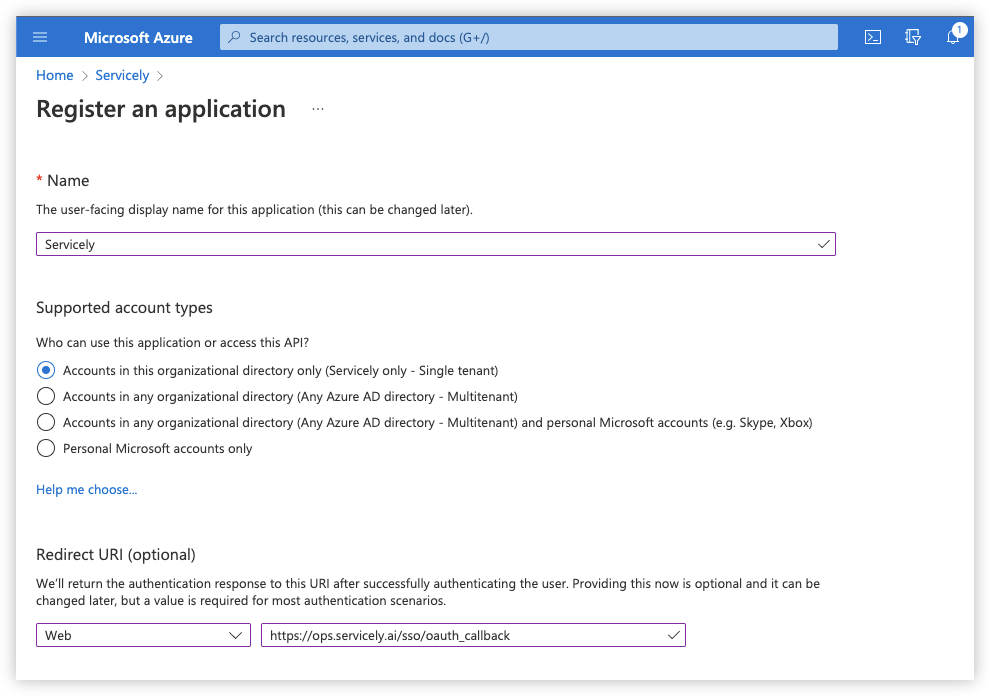 Microsoft Azure
Search resources, services, and docs (G+/)
1
Home > Servicely >
Register an application ...
* Name
The user-facing display name for this application (this can be changed later).
Servicely
Supported account types
Who can use this application or access this API?
Accounts in this organizational directory only (Servicely only - Single tenant)
Accounts in any organizational directory (Any Azure AD directory - Multitenant)
Accounts in any organizational directory (Any Azure AD directory - Multitenant) and personal Microsoft accounts (e.g. Skype, Xbox)
Personal Microsoft accounts only
Help me choose...
Redirect URI (optional)
We'll return the authentication response to this URI after successfully authenticating the user. Providing this now is optional and it can be
changed later, but a value is required for most authentication scenarios.
Web
https://ops.servicely.ai/sso/oauth_callback